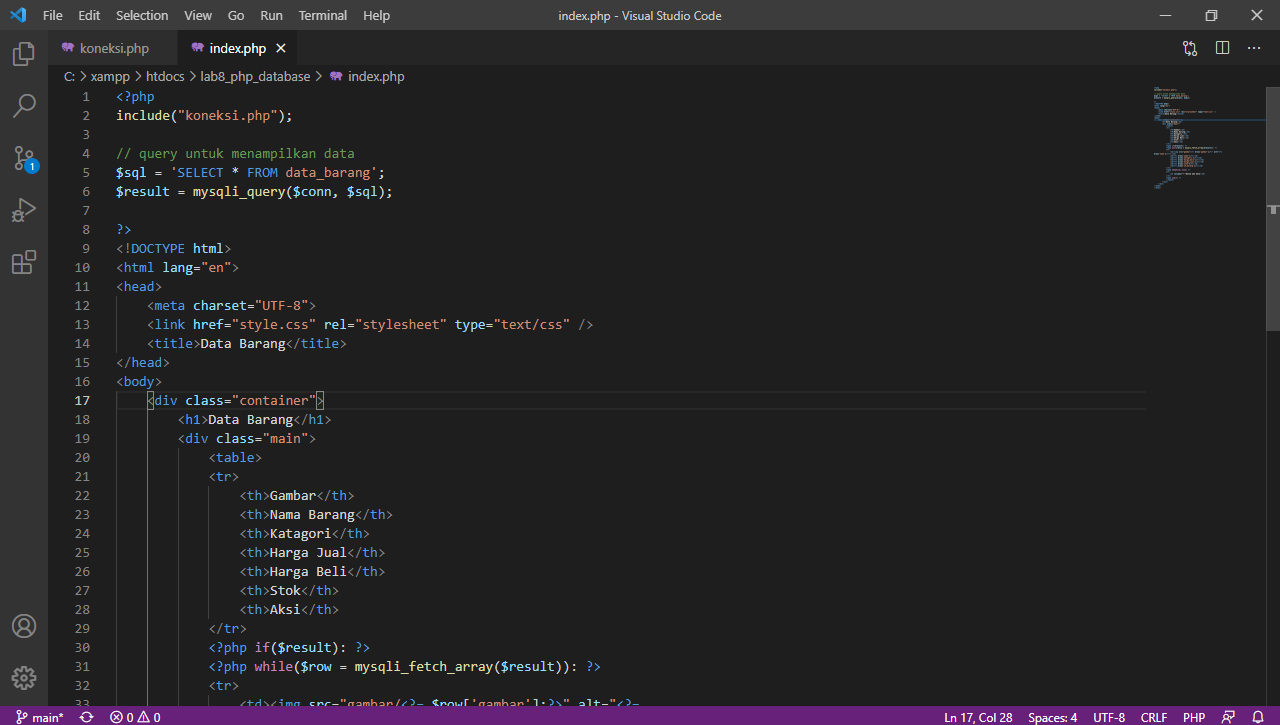 File Edit Selection View Go Run Terminal Help index.php - Visual Studio Code
koneksi.php index.php
C: > xampp > htdocs > lab8_php_database > index.php
1 <?php
2 include("koneksi.php");
3
4 // query untuk menampilkan data
5 $sql = 'SELECT * FROM data_barang';
6 $result = mysqli_query($conn, $sql);
7
8 ?>
9 <!DOCTYPE html>
10 <html lang="en">
11 <head>
12 <meta charset="UTF-8">
13 <link href="style.css" rel="stylesheet" type="text/css" />
14 <title>Data Barang</title>
15 </head>
16 <body>
17 <div class="container">
18 <h1>Data Barang</h1>
19 <div class="main">
20 <table>
21 <tr>
22 <th>Gambar</th>
23 <th>Nama Barang</th>
24 <th>Katagori</th>
25 <th>Harga Jual</th>
26 <th>Harga Beli</th>
27 <th>Stok</th>
28 <th>Aksi</th>
29 </tr>
30 <?php if($result): ?>
31 <?php while($row = mysqli_fetch_array($result)): ?>
32 <tr>
33 <td><img src="gambar/<?= $row['gambar'];?>" alt="<?=
1
main* 0 0 Ln 17, Col 28 Spaces: 4 UTF-8 CRLF PHP